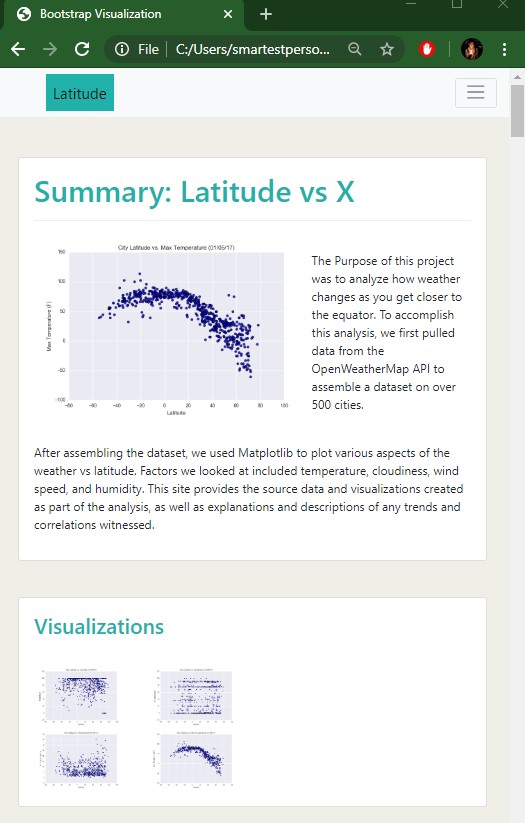 Bootstrap Visualization
File
C:/Users/smartestperso...
Latitude
Summary: Latitude vs X
City Latitude vs. Max Temperature (01/05/17)
Max Temperature (F)
150
100
50
0
-50
-100
-80 -60 -40 -20 0 20 40 60 80 100
Latitude
The Purpose of this project
was to analyze how weather
changes as you get closer to
the equator. To accomplish
this analysis, we first pulled
data from the
OpenWeatherMap API to
assemble a dataset on over
500 cities.
After assembling the dataset, we used Matplotlib to plot various aspects of the
weather vs latitude. Factors we looked at included temperature, cloudiness, wind
speed, and humidity. This site provides the source data and visualizations created
as part of the analysis, as well as explanations and descriptions of any trends and
correlations witnessed.
Visualizations